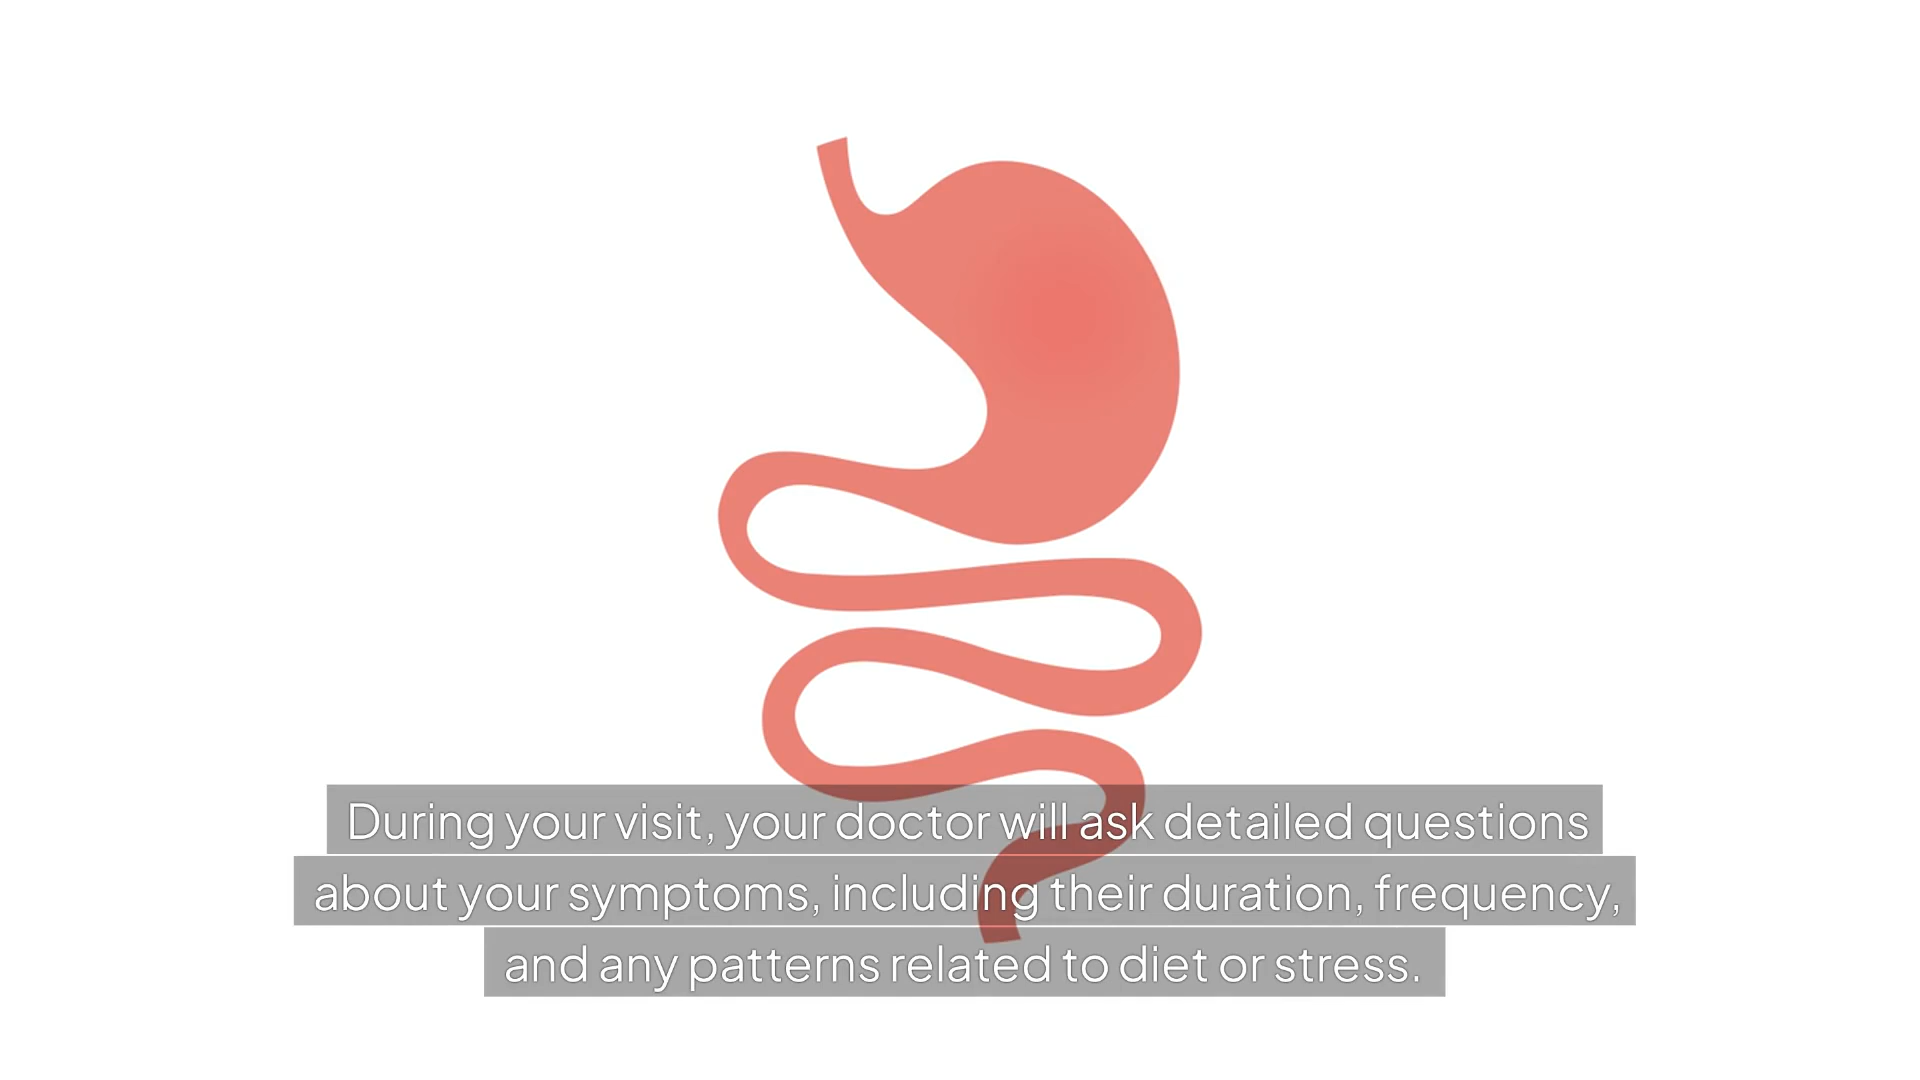 During your visit, your doctor will ask detailed questions
about your symptoms, including their duration, frequency,
and any patterns related to diet or stress.